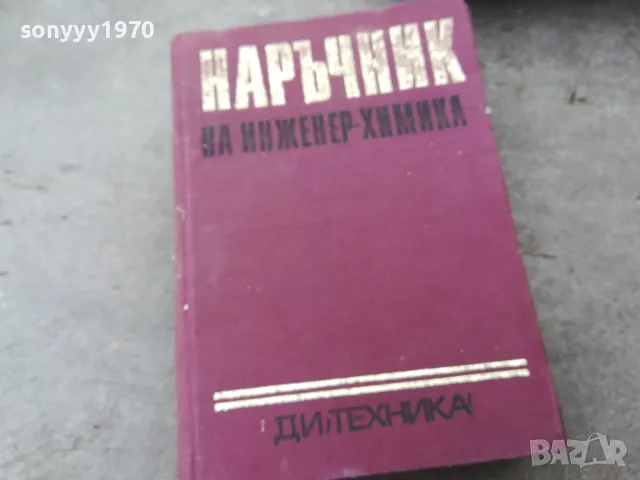 sonyyy1970
НАРЪЧНИК
НА ИНЖЕНЕР-ХИМИКА
ДИ„ТЕХНИКА“
BAZAR